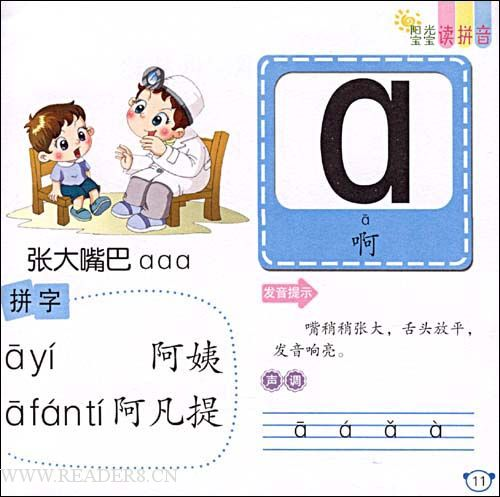 阳光宝宝 读拼音
ɑ
ā
啊
张大嘴巴 ɑɑɑ
拼字
āyí 阿姨
āfántí 阿凡提
发音提示
嘴稍稍张大，舌头放平，
发音响亮。
声调
ā á ǎ à
WWW.READER8.CN
11